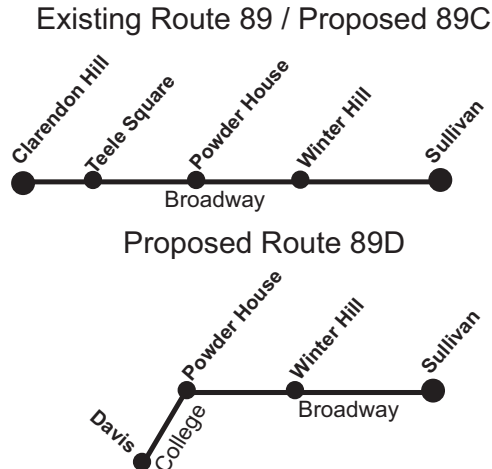 Existing Route 89 / Proposed 89C
Clarendon Hill
Teele Square
Powder House
Winter Hill
Sullivan
Broadway
Proposed Route 89D
Powder House
Winter Hill
Sullivan
Broadway
Davis
College